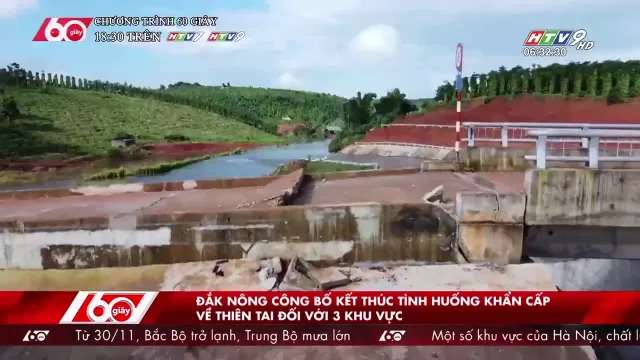 60 giây
CHƯƠNG TRÌNH 60 GIÂY
18:30 TRÊN HTV7 HTV9
HTV9 HD
06:32:30
60 giây
ĐẮK NÔNG CÔNG BỐ KẾT THÚC TÌNH HUỐNG KHẨN CẤP
VỀ THIÊN TAI ĐỐI VỚI 3 KHU VỰC
60 giây
Từ 30/11, Bắc Bộ trở lạnh, Trung Bộ mưa lớn
60 giây
Một số khu vực của Hà Nội, chất l